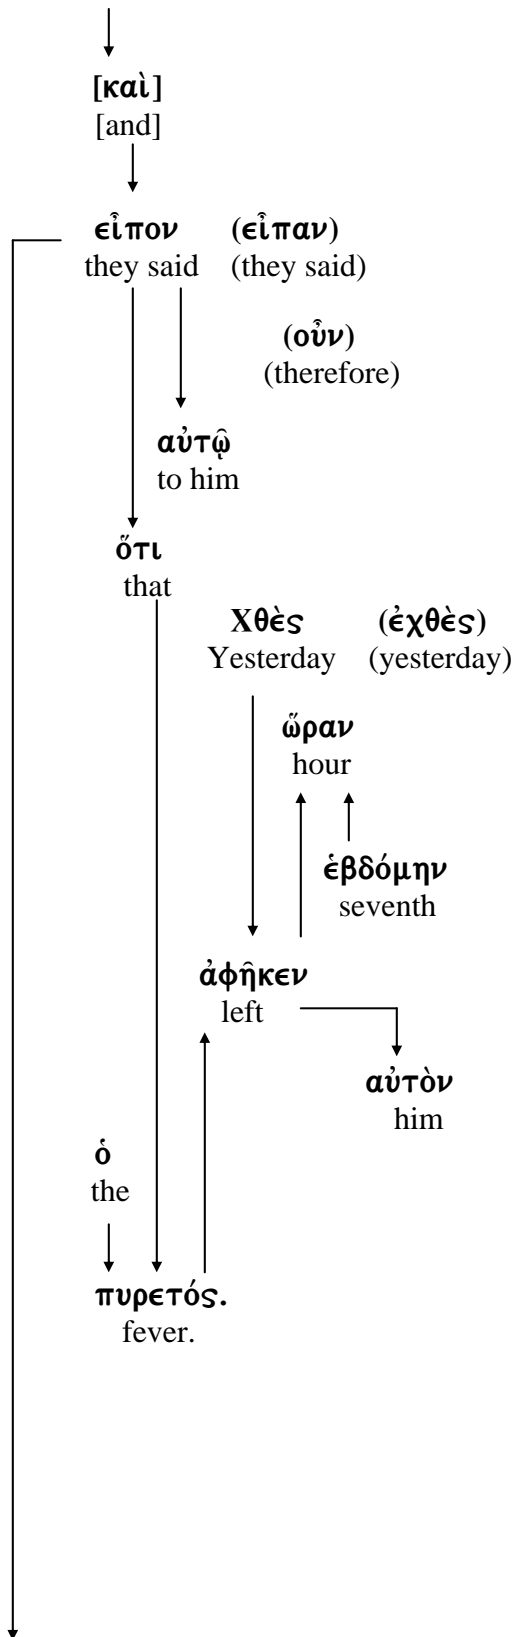 [καὶ]
[and]
εἶπον (εἶπαν)
they said (they said)
(οὖν)
(therefore)
αὐτῷ
to him
ὅτι
that
Χθὲς (ἐχθὲς)
Yesterday (yesterday)
ὥραν
hour
ἑβδόμην
seventh
ἀφῆκεν
left
αὐτὸν
him
ὁ
the
πυρετός.
fever.